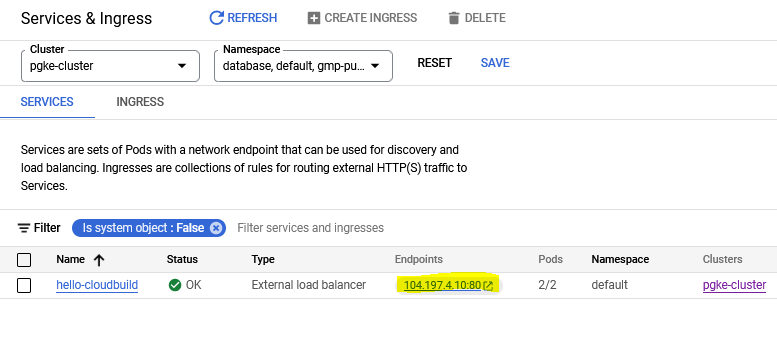 Services & Ingress REFRESH CREATE INGRESS DELETE
Cluster Namespace
pgke-cluster database, default, gmp-pu... RESET SAVE
SERVICES INGRESS
Services are sets of Pods with a network endpoint that can be used for discovery and
load balancing. Ingresses are collections of rules for routing external HTTP(S) traffic to
Services.
Filter Is system object : False Filter services and ingresses
Name Status Type Endpoints Pods Namespace Clusters
hello-cloudbuild OK External load balancer 104.197.4.10:80 2/2 default pgke-cluster